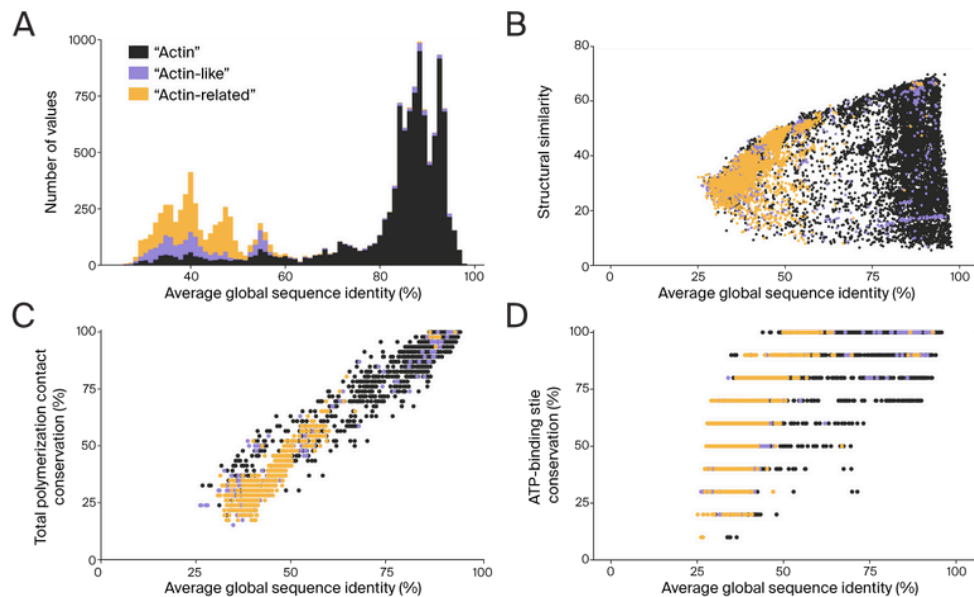 A
1000
750
500
250
0
Number of values
"Actin"
"Actin-like"
"Actin-related"
40
60
80
100
Average global sequence identity (%)
B
80
60
40
20
0
Structural similarity
0
25
50
75
100
Average global sequence identity (%)
C
100
75
50
25
0
Total polymerization contact
conservation (%)
0
25
50
75
100
Average global sequence identity (%)
D
100
75
50
25
0
ATP-binding stie
conservation (%)
0
25
50
75
100
Average global sequence identity (%)